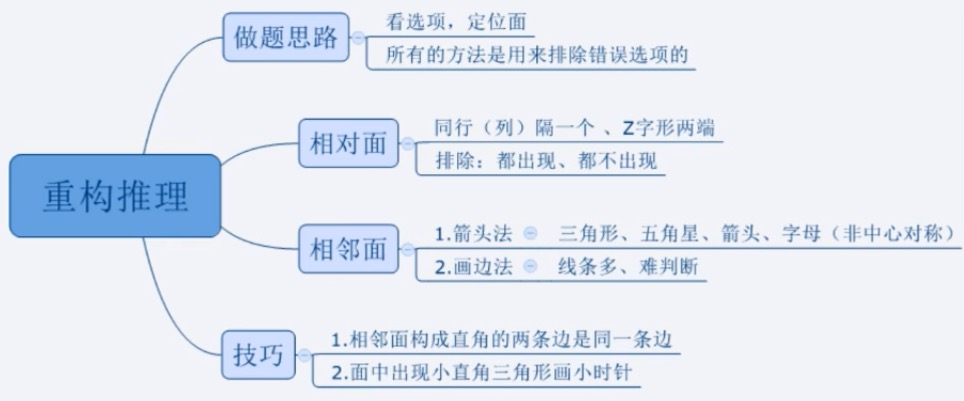 重构推理
做题思路
看选项，定位面
所有的方法是用来排除错误选项的
相对面
同行（列）隔一个 、Z字形两端
排除：都出现、都不出现
相邻面
1.箭头法 三角形、五角星、箭头、字母（非中心对称）
2.画边法 线条多、难判断
技巧
1.相邻面构成直角的两条边是同一条边
2.面中出现小直角三角形画小时针